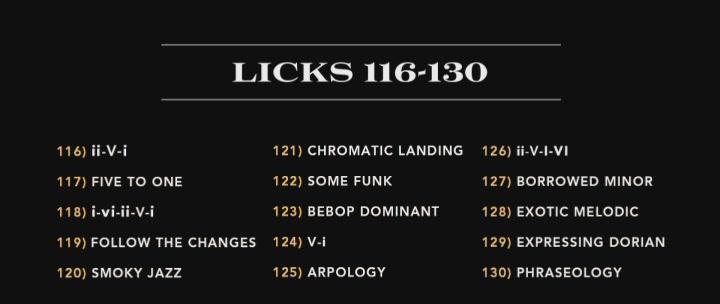 LICKS 116-130
116) ii-V-i
117) FIVE TO ONE
118) i-vi-ii-V-i
119) FOLLOW THE CHANGES
120) SMOKY JAZZ
121) CHROMATIC LANDING
122) SOME FUNK
123) BEBOP DOMINANT
124) V-i
125) ARPOLOGY
126) ii-V-I-VI
127) BORROWED MINOR
128) EXOTIC MELODIC
129) EXPRESSING DORIAN
130) PHRASEOLOGY